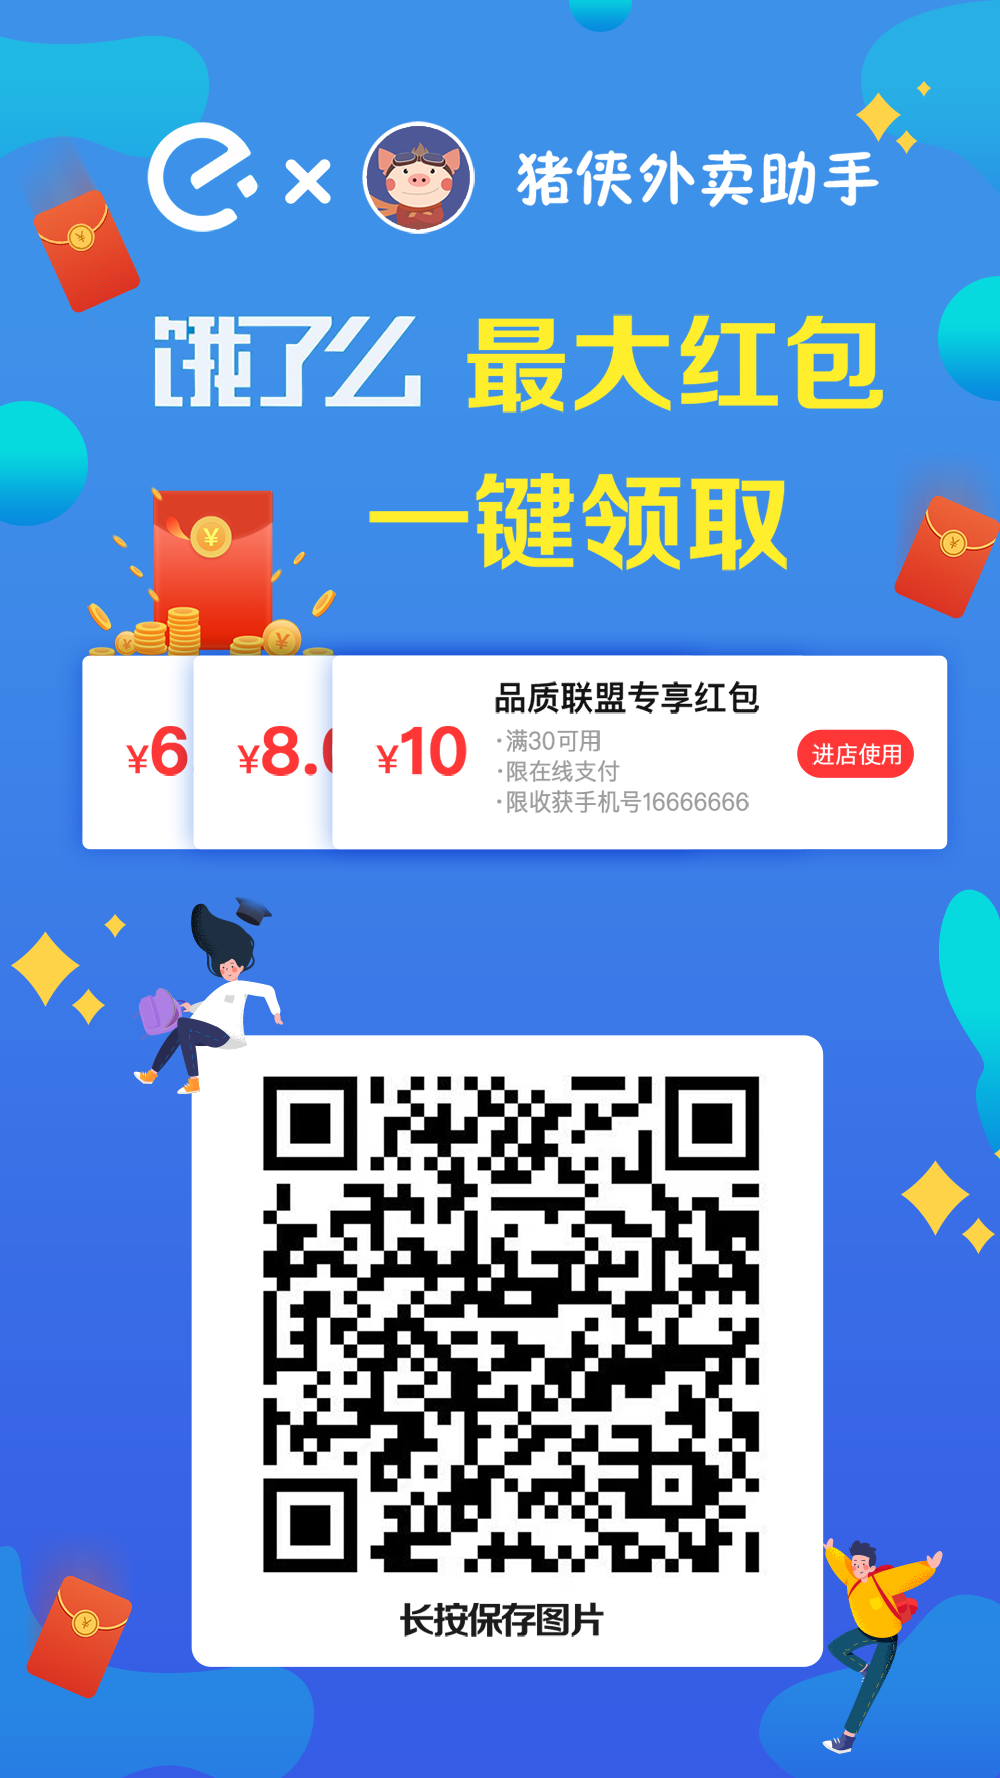 猪侠外卖助手
饿了么 最大红包
一键领取
¥6
¥8.
¥10
品质联盟专享红包
·满30可用
·限在线支付
·限收获手机号16666666
进店使用
长按保存图片